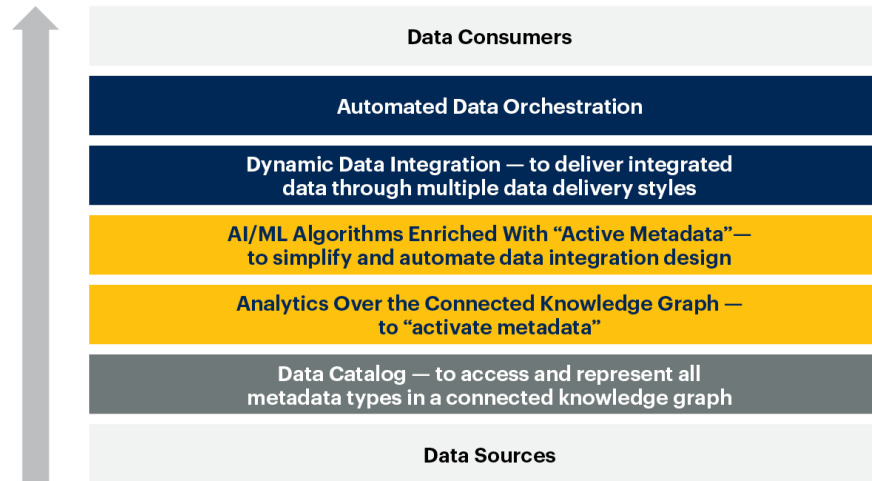 Data Consumers
Automated Data Orchestration
Dynamic Data Integration — to deliver integrated
data through multiple data delivery styles
AI/ML Algorithms Enriched With “Active Metadata”—
to simplify and automate data integration design
Analytics Over the Connected Knowledge Graph —
to “activate metadata”
Data Catalog — to access and represent all
metadata types in a connected knowledge graph
Data Sources